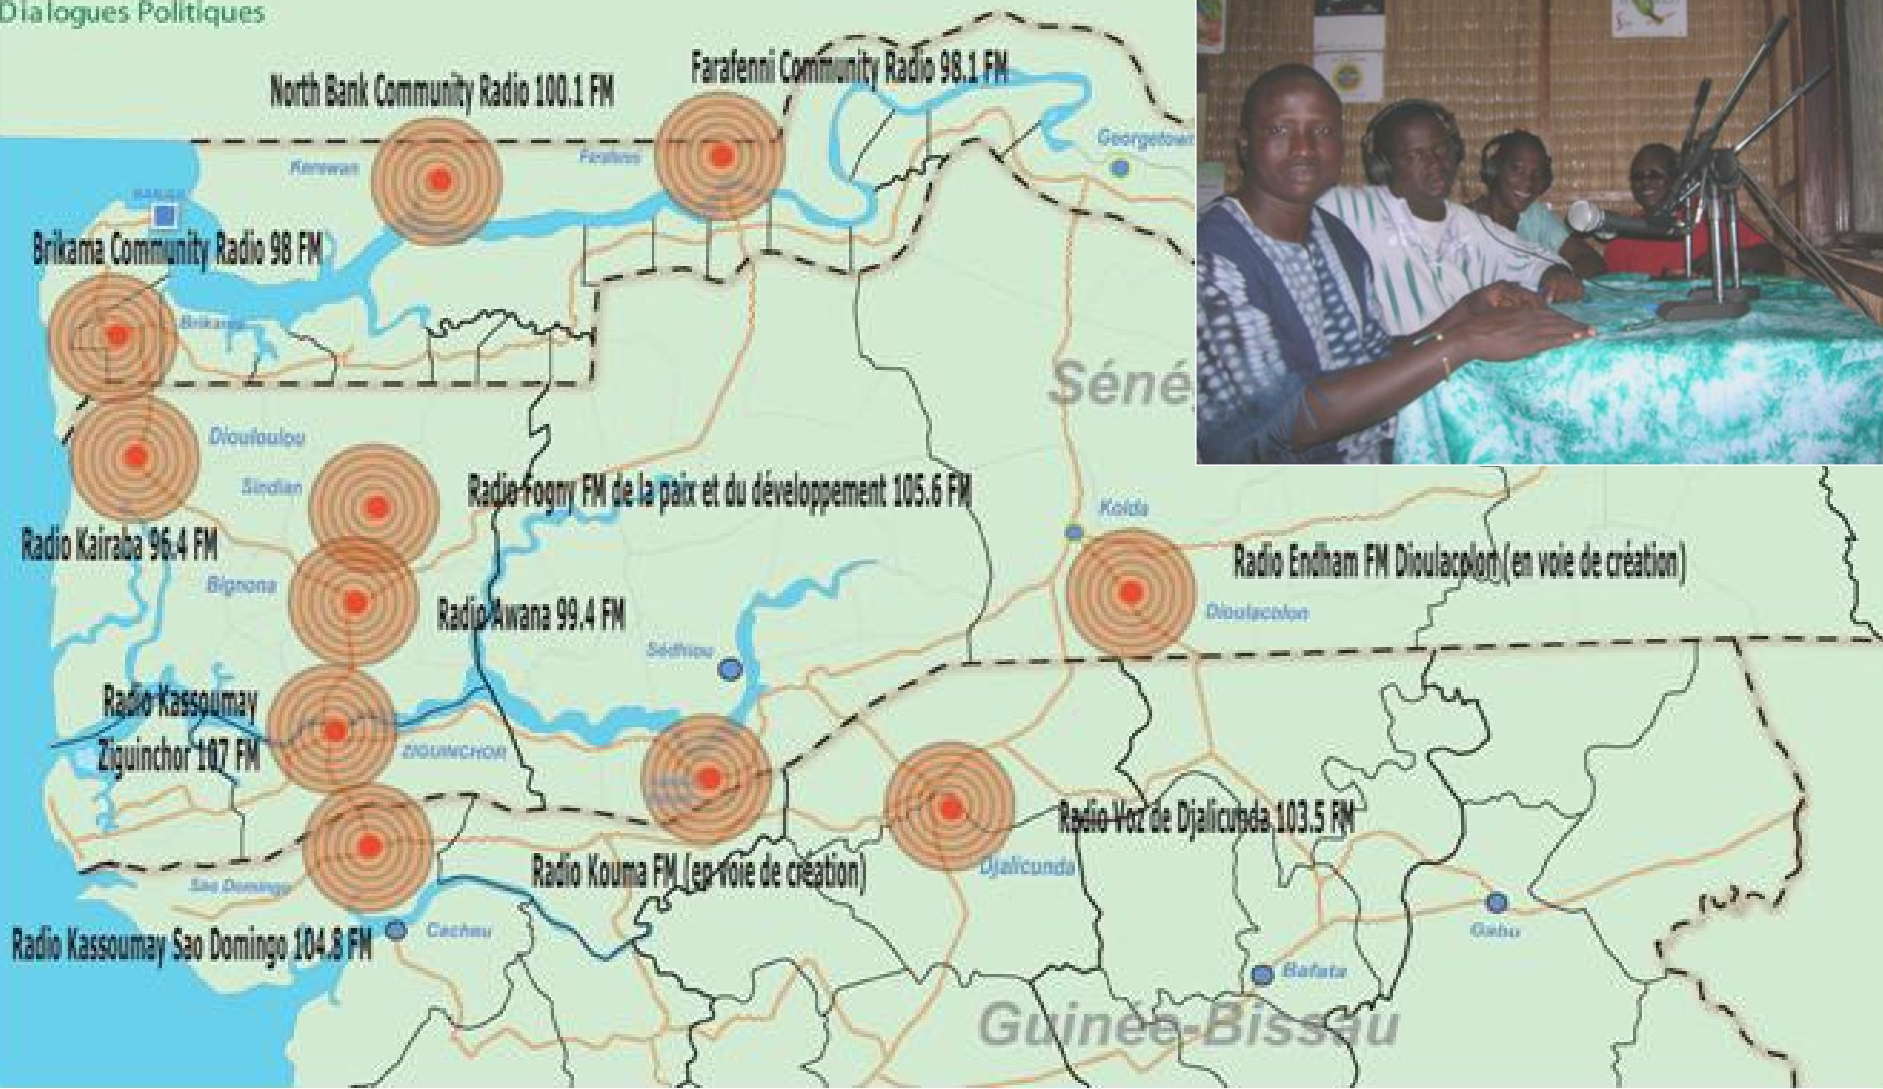 Dialogues Politiques
North Bank Community Radio 100.1 FM
Farafenni Community Radio 98.1 FM
Georgetown
Kerewan
Farafenni
Brikama Community Radio 98 FM
Brikama
Séné
Diouloulou
Sindian
Radio Fogny FM de la paix et du développement 105.6 FM
Kolda
Radio Kairaba 96.4 FM
Radio Endham FM Dioulacolon (en voie de création)
Bignona
Radio Awana 99.4 FM
Dioulacolon
Sédhiou
Radio Kassoumay
Ziguinchor 107 FM
ZIGUINCHOR
Radio Voz de Djalicunda 103.5 FM
Radio Kouma FM (en voie de création)
Djalicunda
Sao Domingo
Cacheu
Gabu
Radio Kassoumay Sao Domingo 104.8 FM
Bafata
Guinée-Bissau